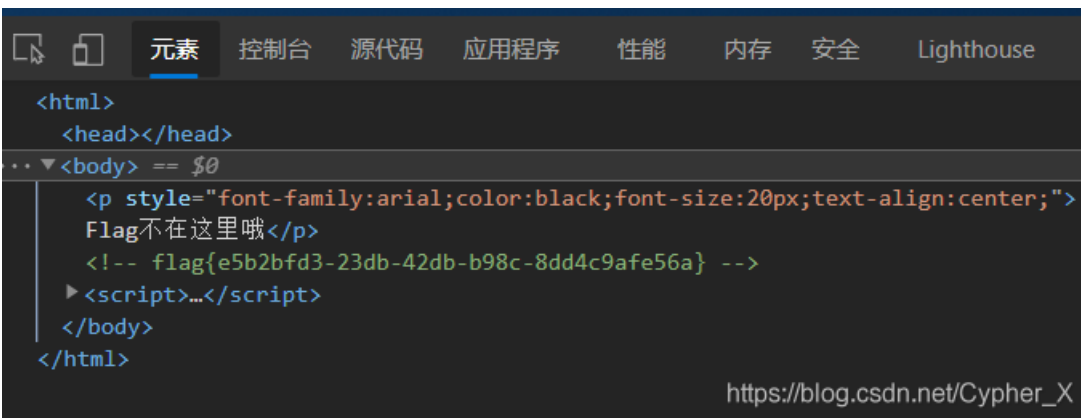 元素 控制台 源代码 应用程序 性能 内存 安全 Lighthouse
<html>
<head></head>
··· ▼<body> == $0
<p style="font-family:arial;color:black;font-size:20px;text-align:center;">
Flag不在这里哦</p>
<!-- flag{e5b2bfd3-23db-42db-b98c-8dd4c9afe56a} -->
▶<script>…</script>
</body>
</html>
https://blog.csdn.net/Cypher_X